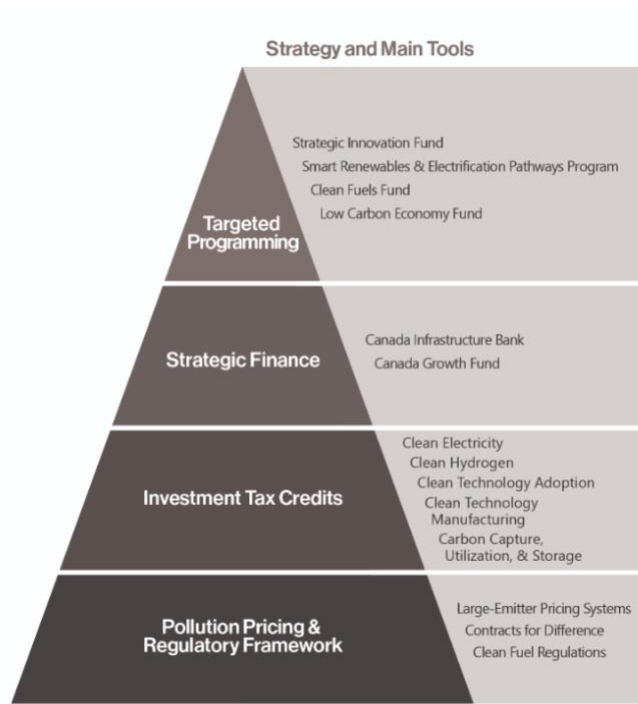 Strategy and Main Tools
Targeted
Programming
Strategic Innovation Fund
Smart Renewables & Electrification Pathways Program
Clean Fuels Fund
Low Carbon Economy Fund
Strategic Finance
Canada Infrastructure Bank
Canada Growth Fund
Investment Tax Credits
Clean Electricity
Clean Hydrogen
Clean Technology Adoption
Clean Technology
Manufacturing
Carbon Capture,
Utilization, & Storage
Pollution Pricing &
Regulatory Framework
Large-Emitter Pricing Systems
Contracts for Difference
Clean Fuel Regulations